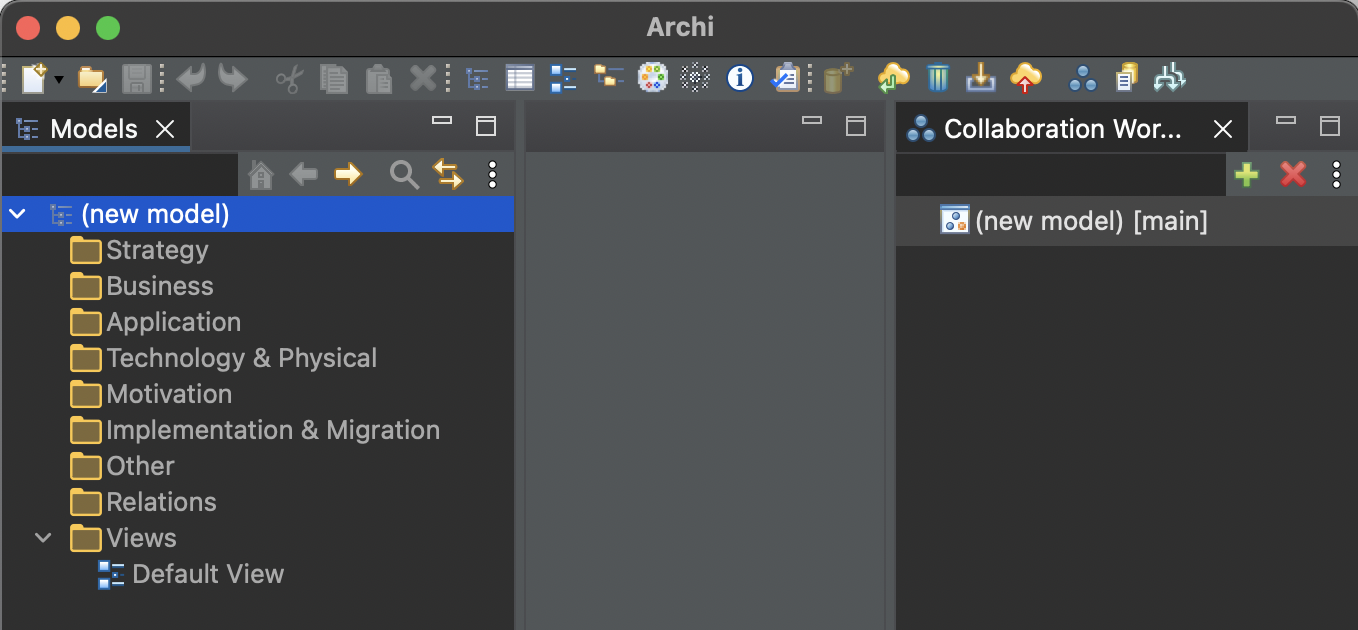 Archi
Models
Collaboration Wor...
(new model)
(new model) [main]
Strategy
Business
Application
Technology & Physical
Motivation
Implementation & Migration
Other
Relations
Views
Default View